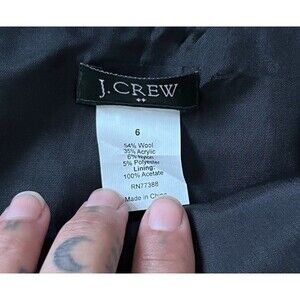 J.CREW
6
54% Wool
35% Acrylic
6% Nylon
5% Polyester
Lining:
100% Acetate
RN77388
Made in China